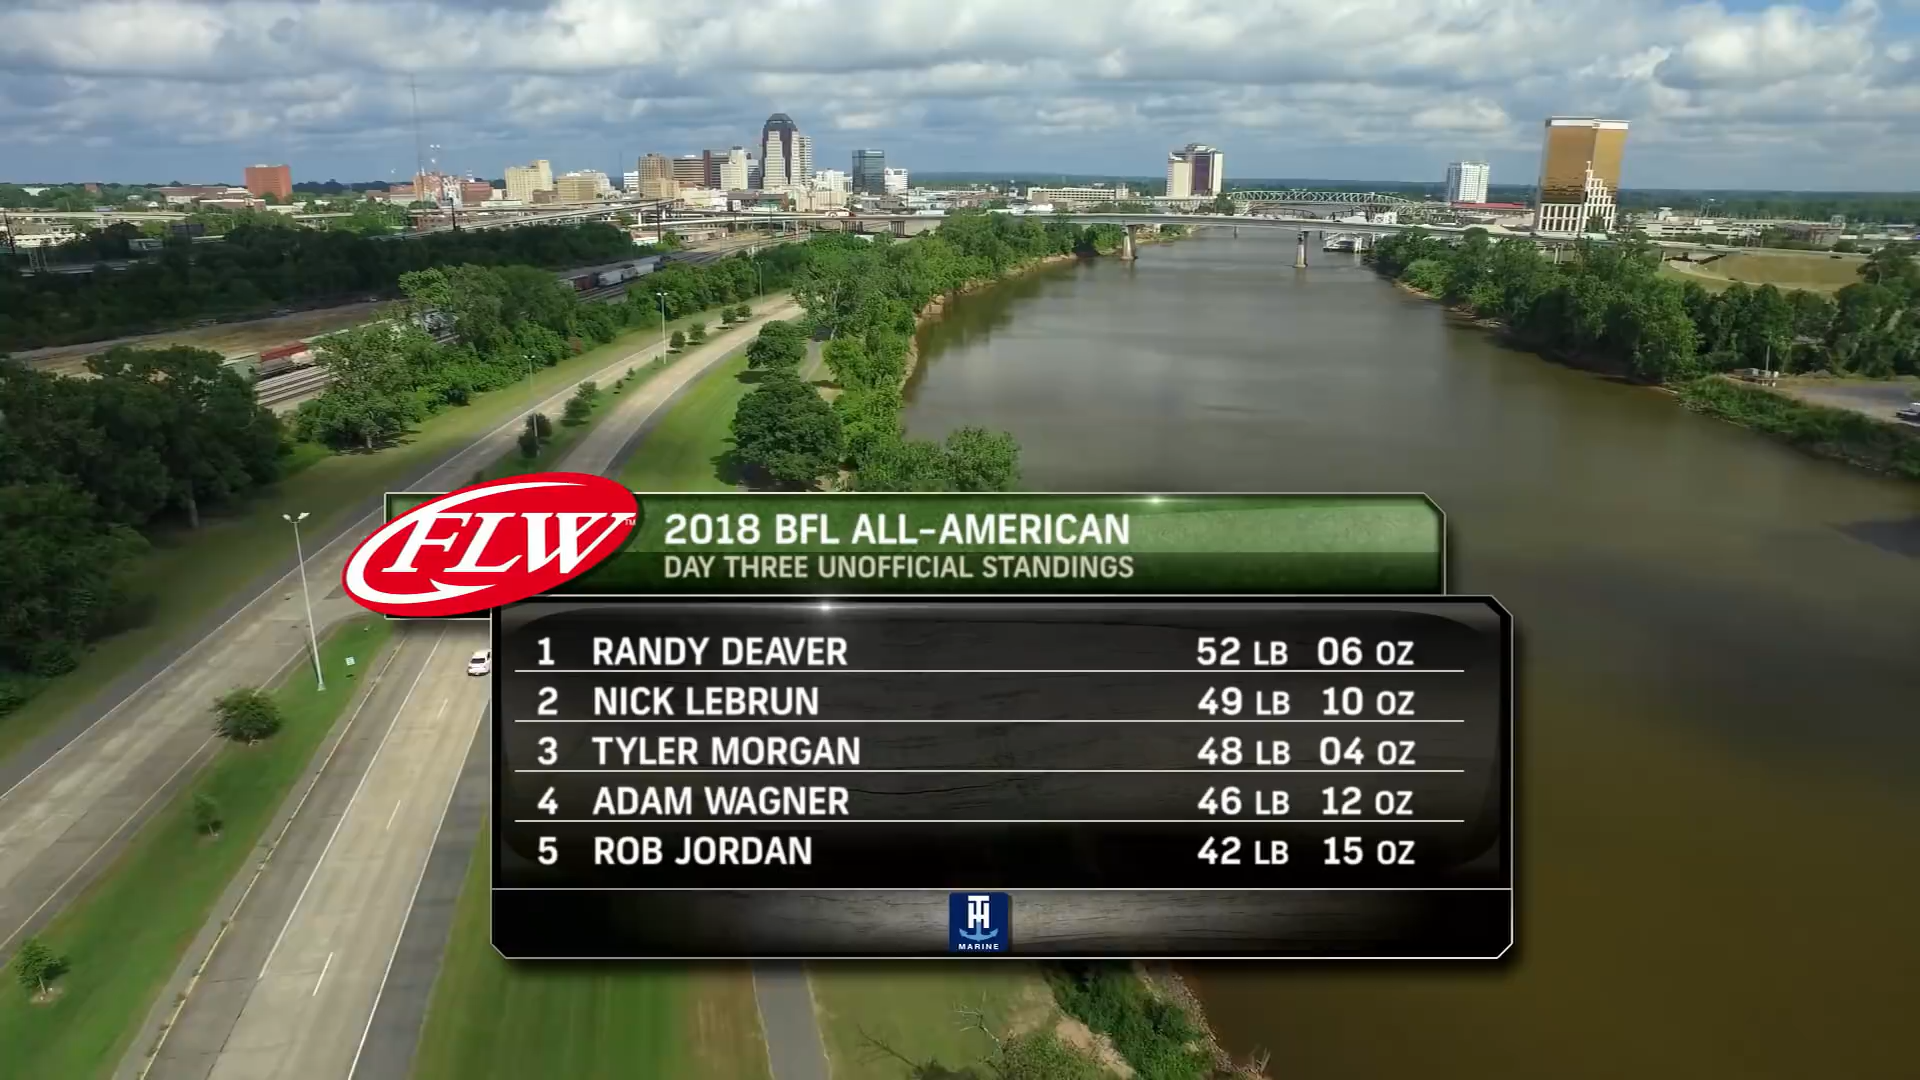 FLW™
2018 BFL ALL-AMERICAN
DAY THREE UNOFFICIAL STANDINGS
1 RANDY DEAVER 52 LB 06 OZ
2 NICK LEBRUN 49 LB 10 OZ
3 TYLER MORGAN 48 LB 04 OZ
4 ADAM WAGNER 46 LB 12 OZ
5 ROB JORDAN 42 LB 15 OZ
TH
MARINE